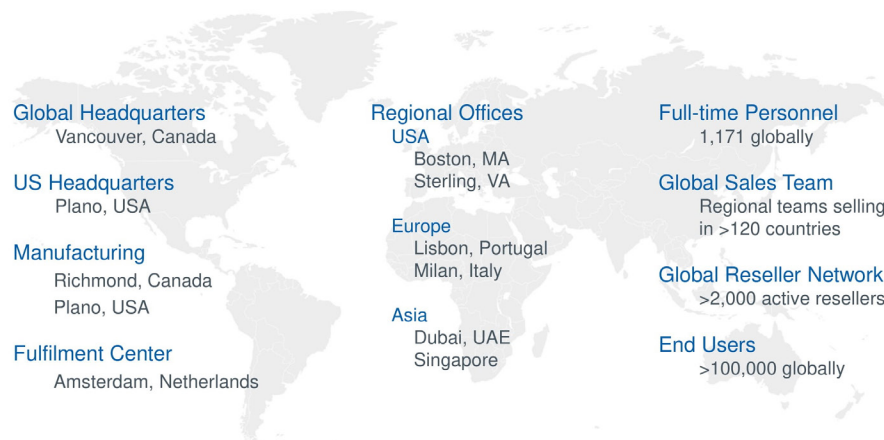 Global Headquarters
Vancouver, Canada
US Headquarters
Plano, USA
Manufacturing
Richmond, Canada
Plano, USA
Fulfilment Center
Amsterdam, Netherlands
Regional Offices
USA
Boston, MA
Sterling, VA
Europe
Lisbon, Portugal
Milan, Italy
Asia
Dubai, UAE
Singapore
Full-time Personnel
1,171 globally
Global Sales Team
Regional teams selling
in >120 countries
Global Reseller Network
>2,000 active resellers
End Users
>100,000 globally